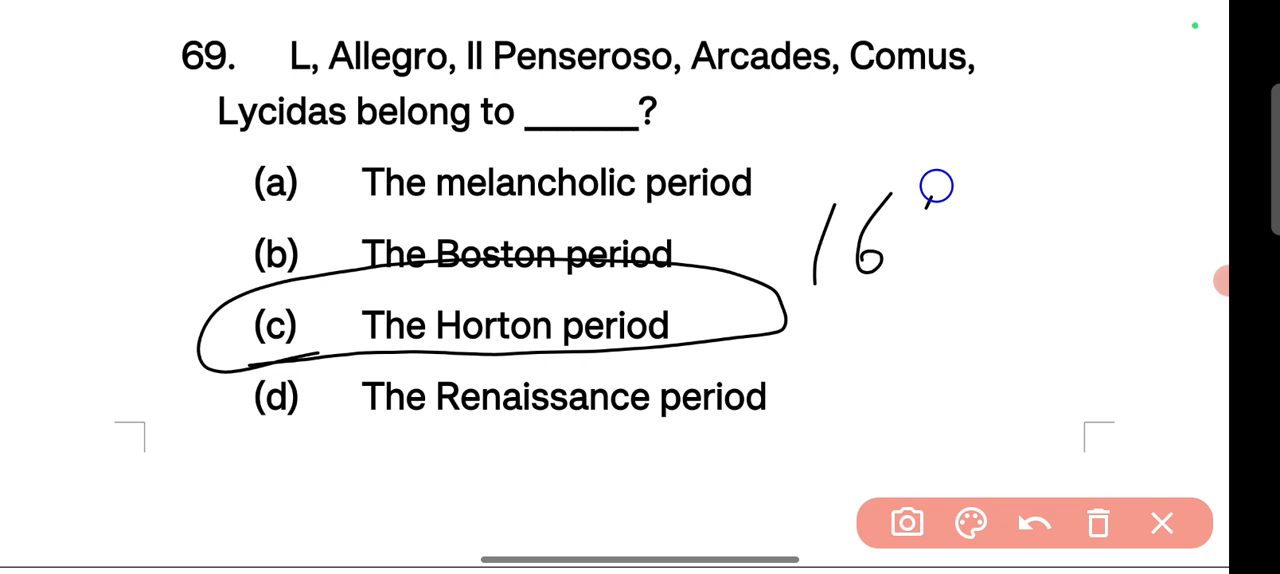 69. L, Allegro, Il Penseroso, Arcades, Comus,
Lycidas belong to ______?
(a) The melancholic period
(b) The Boston period
(c) The Horton period
(d) The Renaissance period
16